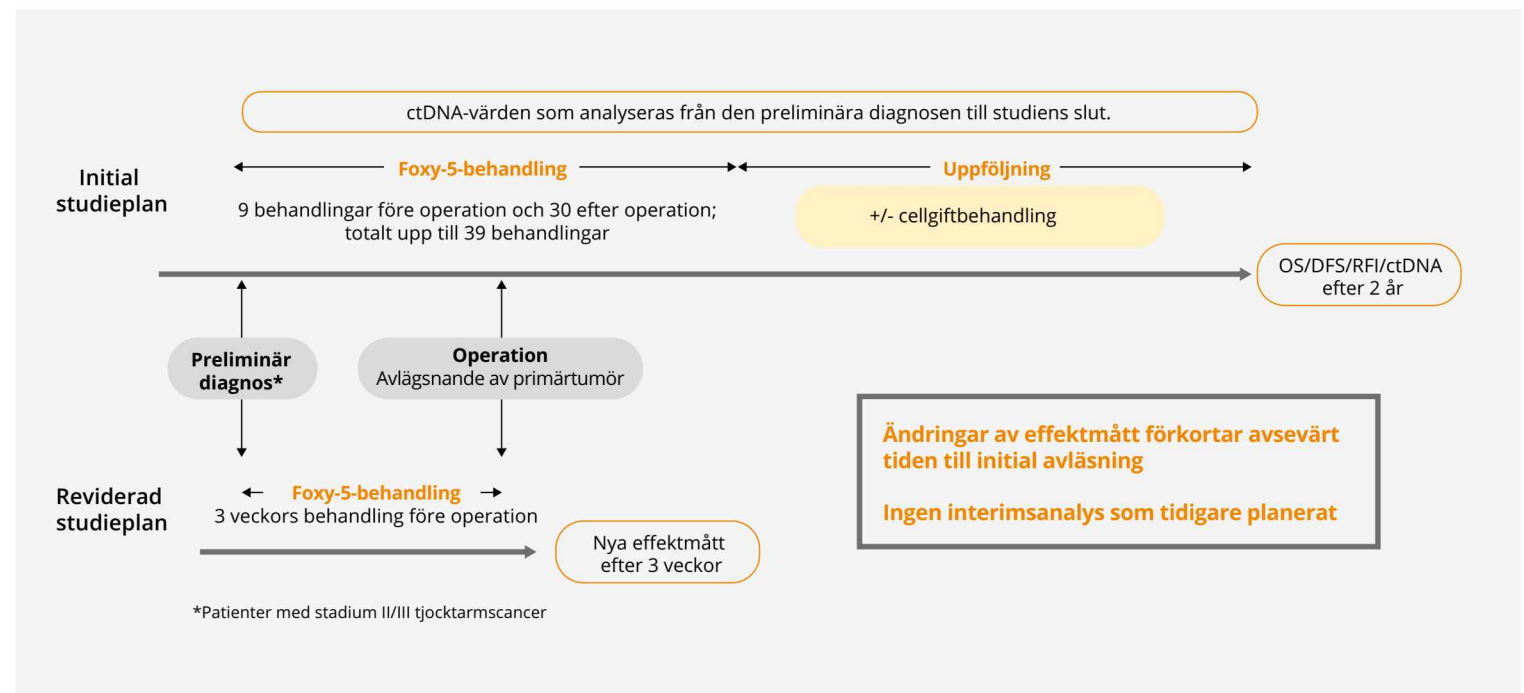 ctDNA-värden som analyseras från den preliminära diagnosen till studiens slut.
Initial
studieplan
Foxy-5-behandling
Uppföljning
9 behandlingar före operation och 30 efter operation;
totalt upp till 39 behandlingar
+/- cellgiftbehandling
OS/DFS/RFI/ctDNA
efter 2 år
Preliminär
diagnos*
Operation
Avlägsnande av primärtumör
Ändringar av effektmått förkortar avsevärt
tiden till initial avläsning
Ingen interimsanalys som tidigare planerat
Reviderad
studieplan
Foxy-5-behandling
3 veckors behandling före operation
Nya effektmått
efter 3 veckor
*Patienter med stadium II/III tjocktarmscancer